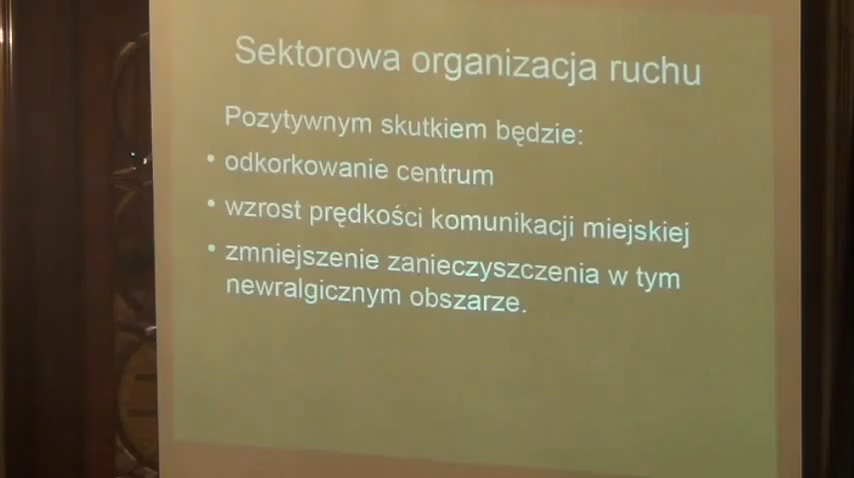 Sektorowa organizacja ruchu
Pozytywnym skutkiem będzie:
• odkorkowanie centrum
• wzrost prędkości komunikacji miejskiej
• zmniejszenie zanieczyszczenia w tym
newralgicznym obszarze.